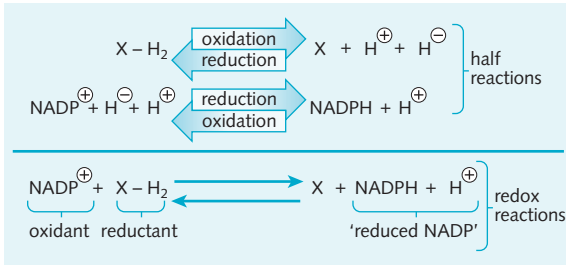 X – H₂ oxidation X + H⊕ + H⊖
reduction
half
reactions
NADP⊕ + H⊖ + H⊕ reduction NADPH + H⊕
oxidation
NADP⊕ + X – H₂ X + NADPH + H⊕
redox
reactions
oxidant reductant 'reduced NADP'